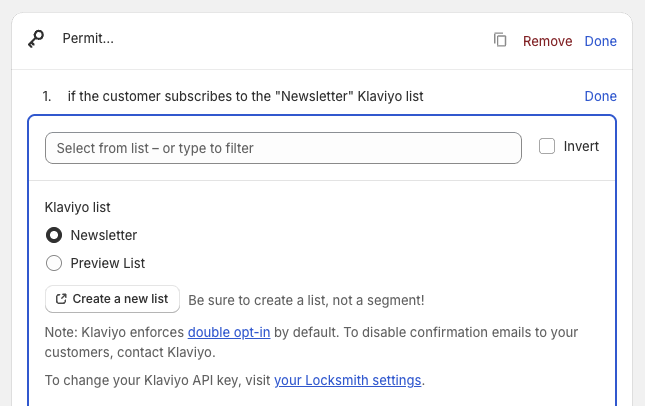 Permit...
Remove Done
1. if the customer subscribes to the "Newsletter" Klaviyo list Done
Select from list – or type to filter
Invert
Klaviyo list
Newsletter
Preview List
Create a new list Be sure to create a list, not a segment!
Note: Klaviyo enforces double opt-in by default. To disable confirmation emails to your
customers, contact Klaviyo.
To change your Klaviyo API key, visit your Locksmith settings.